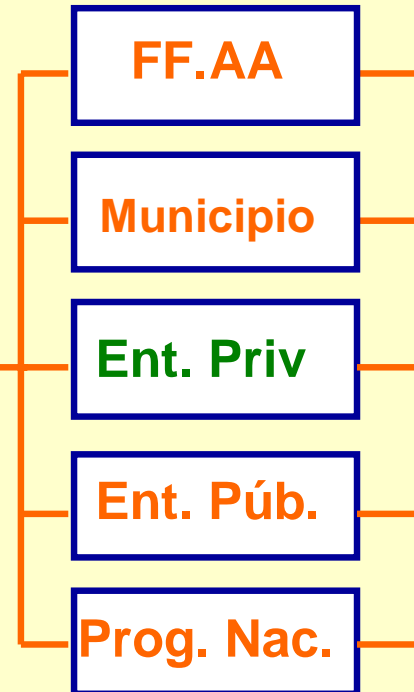 FF.AA
Municipio
Ent. Priv
Ent. Púb.
Prog. Nac.